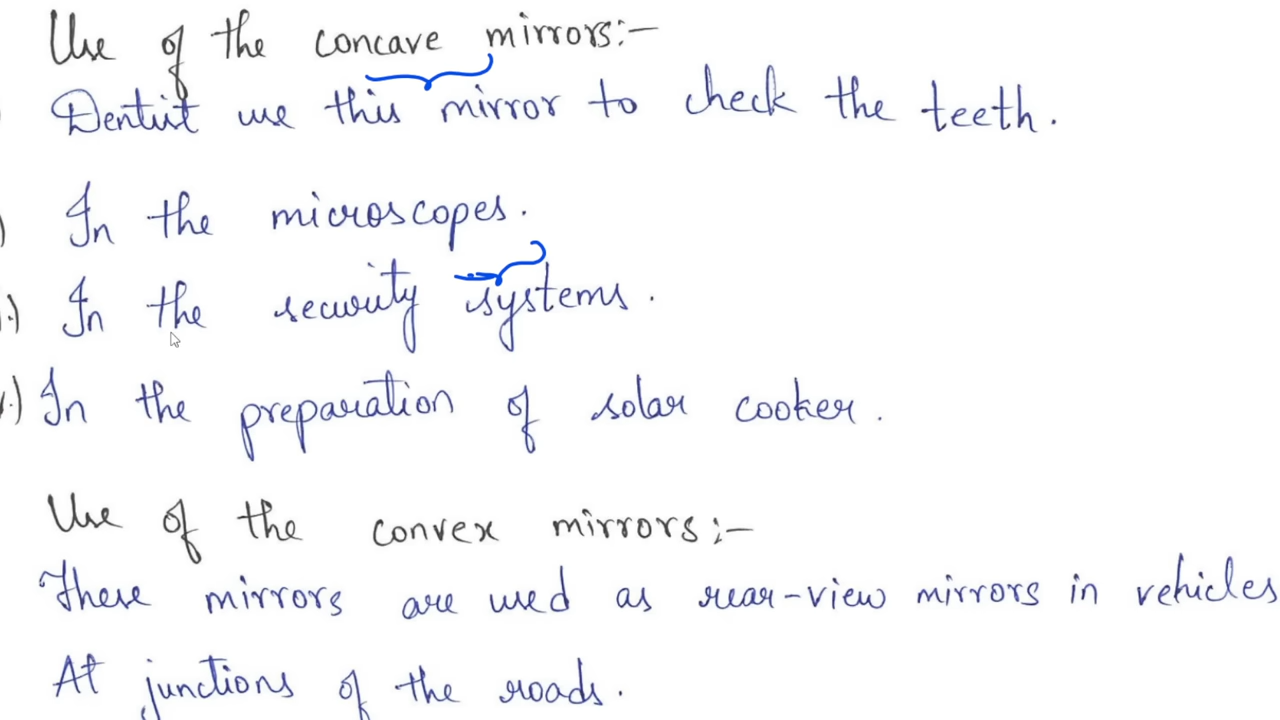 Use of the concave mirrors:-
Dentist use this mirror to check the teeth.
) In the microscopes.
.) In the security systems.
.) In the preparation of solar cooker.
Use of the convex mirrors:-
These mirrors are used as rear-view mirrors in vehicles
At junctions of the roads.